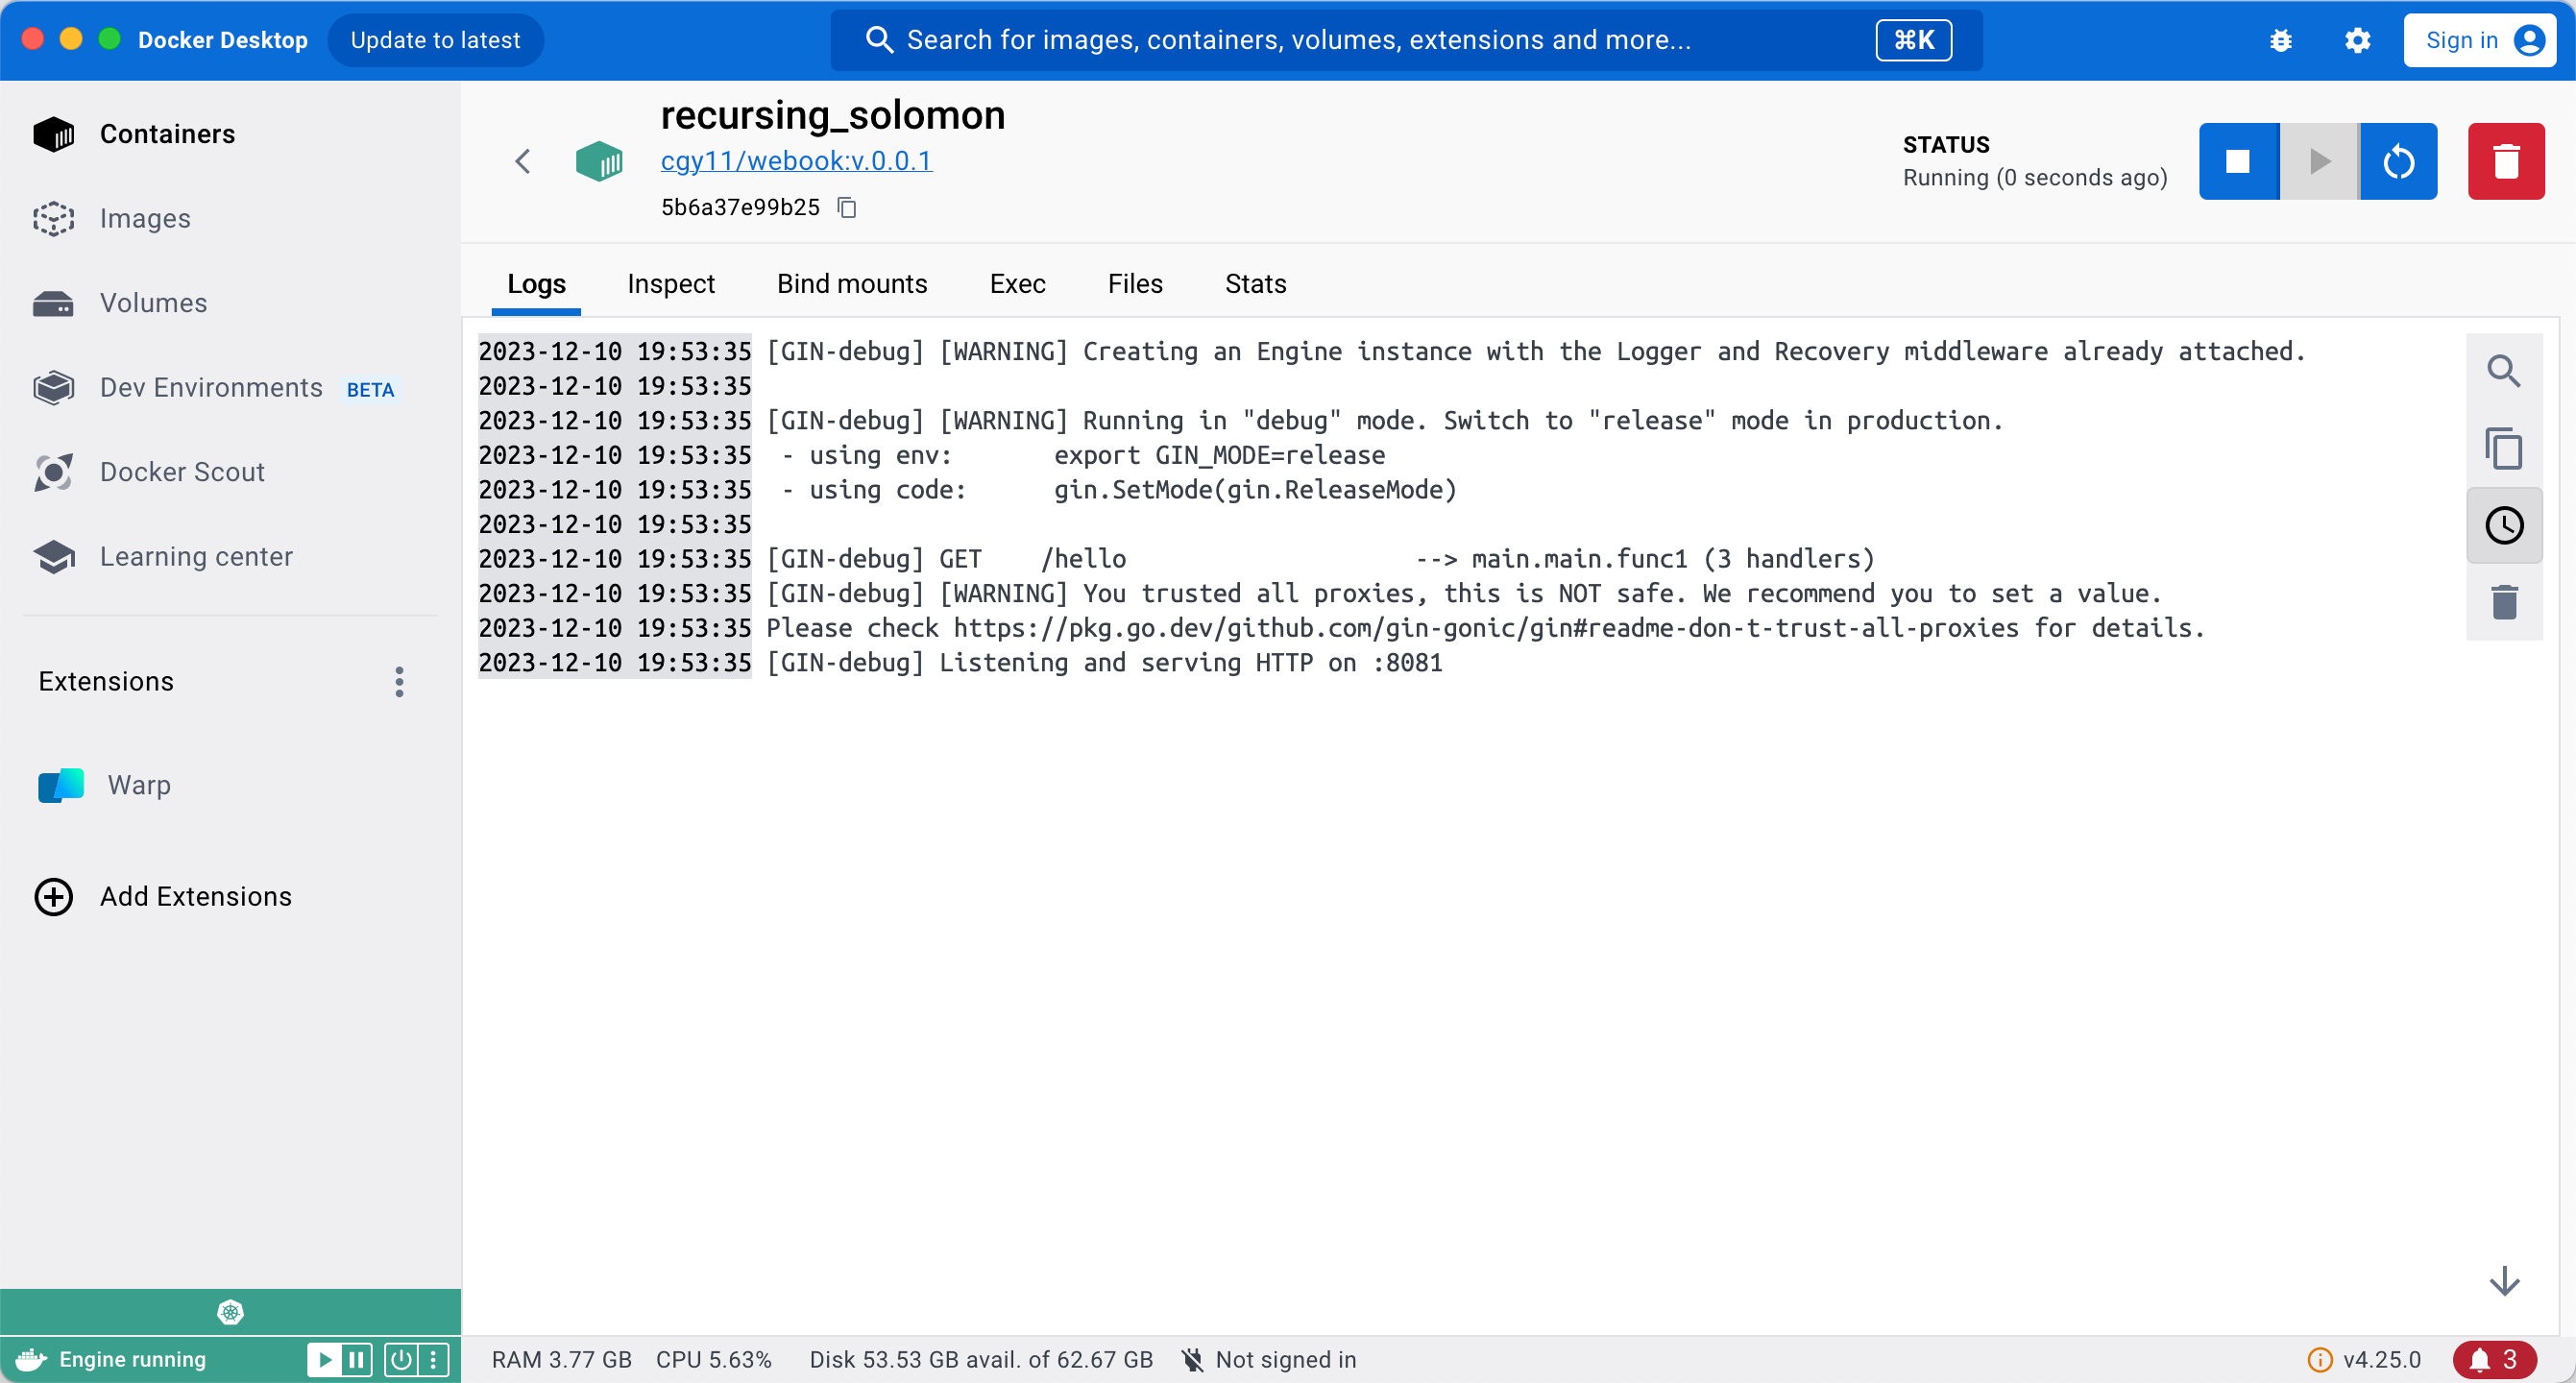 Docker Desktop
Update to latest
Search for images, containers, volumes, extensions and more...
⌘K
Sign in
Containers
Images
Volumes
Dev Environments BETA
Docker Scout
Learning center
Extensions
Warp
Add Extensions
recursing_solomon
cgy11/webook:v.0.0.1
5b6a37e99b25
STATUS
Running (0 seconds ago)
Logs Inspect Bind mounts Exec Files Stats
2023-12-10 19:53:35 [GIN-debug] [WARNING] Creating an Engine instance with the Logger and Recovery middleware already attached.
2023-12-10 19:53:35
2023-12-10 19:53:35 [GIN-debug] [WARNING] Running in "debug" mode. Switch to "release" mode in production.
2023-12-10 19:53:35  - using env:       export GIN_MODE=release
2023-12-10 19:53:35  - using code:      gin.SetMode(gin.ReleaseMode)
2023-12-10 19:53:35
2023-12-10 19:53:35 [GIN-debug] GET    /hello                    --> main.main.func1 (3 handlers)
2023-12-10 19:53:35 [GIN-debug] [WARNING] You trusted all proxies, this is NOT safe. We recommend you to set a value.
2023-12-10 19:53:35 Please check https://pkg.go.dev/github.com/gin-gonic/gin#readme-don-t-trust-all-proxies for details.
2023-12-10 19:53:35 [GIN-debug] Listening and serving HTTP on :8081
Engine running
RAM 3.77 GB CPU 5.63% Disk 53.53 GB avail. of 62.67 GB Not signed in
v4.25.0
3